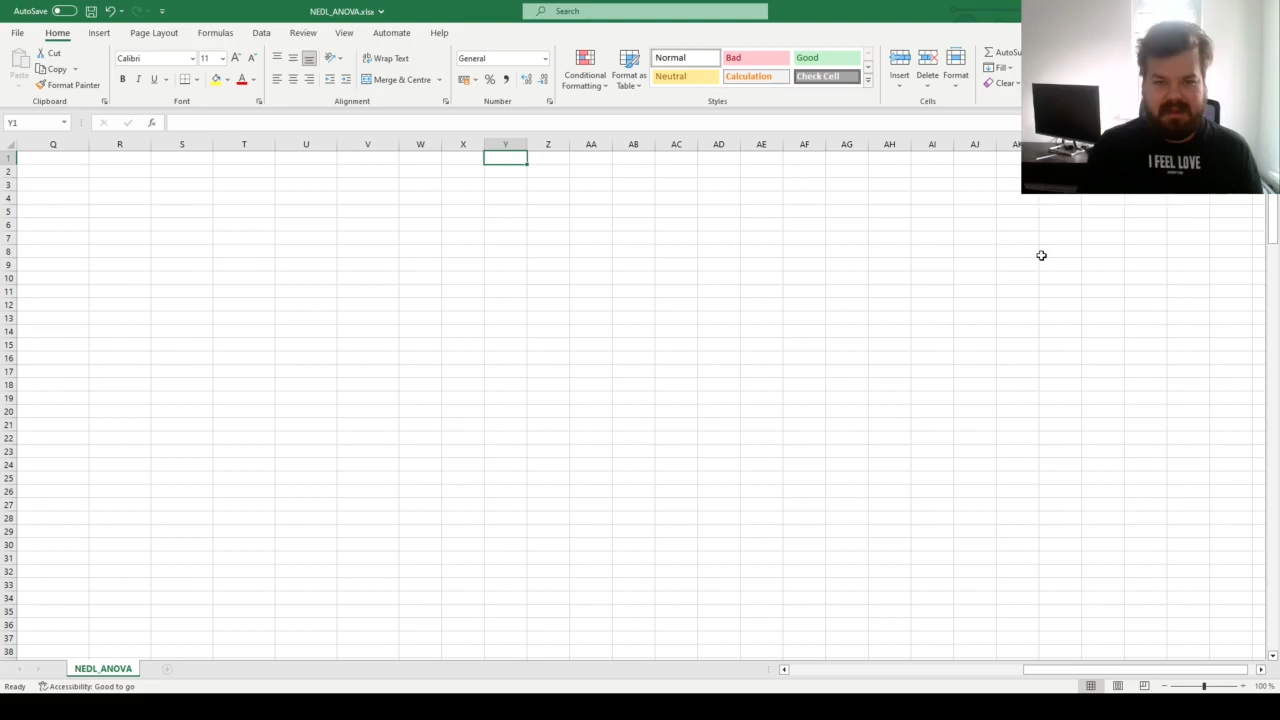 AutoSave
NEDL_ANOVA.xlsx
Search
File Home Insert Page Layout Formulas Data Review View Automate Help
Paste
Cut
Copy
Format Painter
Clipboard
Calibri 11
B I U
Font
Wrap Text
Merge & Centre
Alignment
General
Number
Conditional Formatting
Format as Table
Normal Bad Good
Neutral Calculation Check Cell
Styles
Insert Delete Format
Cells
AutoSu
Fill
Clear
Y1
fx
Q R S T U V W X Y Z AA AB AC AD AE AF AG AH AI AJ AK
1
2
3
4
5
6
7
8
9
10
11
12
13
14
15
16
17
18
19
20
21
22
23
24
25
26
27
28
29
30
31
32
33
34
35
36
37
38
I FEEL LOVE
NEDL_ANOVA
Ready Accessibility: Good to go 100 %